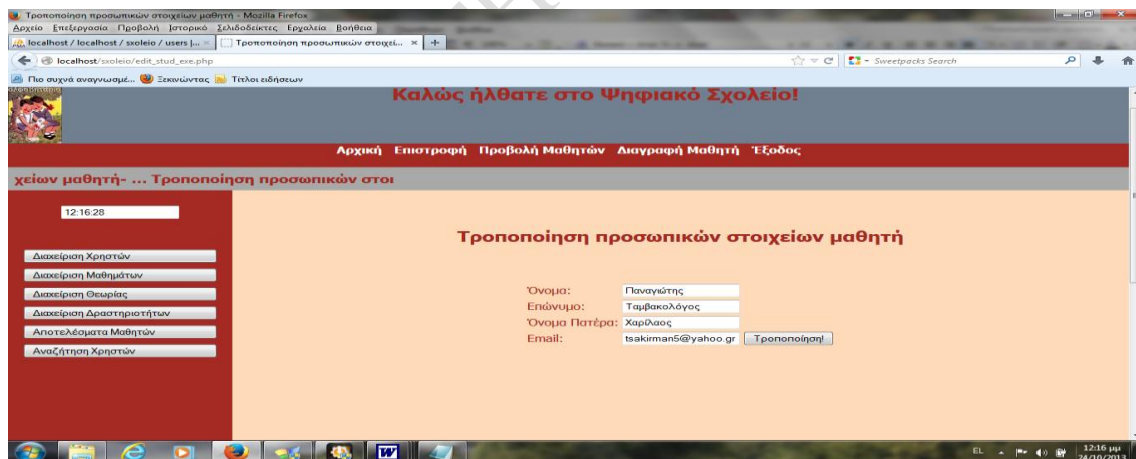 Τροποποίηση προσωπικών στοιχείων μαθητή - Mozilla Firefox
Αρχείο Επεξεργασία Προβολή Ιστορικό Σελιδοδείκτες Εργαλεία Βοήθεια
localhost / localhost / sxoleio / users |... × Τροποποίηση προσωπικών στοιχεί... × +
localhost/sxoleio/edit_stud_exe.php - Sweetpacks Search
Πιο συχνά αναγνωσμέ... Ξεκινώντας Τίτλοι ειδήσεων
Καλώς ήλθατε στο Ψηφιακό Σχολείο!
Αρχική Επιστροφή Προβολή Μαθητών Διαγραφή Μαθητή Έξοδος
χείων μαθητή- ... Τροποποίηση προσωπικών στοι
12:16:28
Διαχείριση Χρηστών
Διαχείριση Μαθημάτων
Διαχείριση Θεωρίας
Διαχείριση Δραστηριοτήτων
Αποτελέσματα Μαθητών
Αναζήτηση Χρηστών
Τροποποίηση προσωπικών στοιχείων μαθητή
Όνομα: Παναγιώτης
Επώνυμο: Ταμβακολόγος
Όνομα Πατέρα: Χαρίλαος
Email: tsakirman5@yahoo.gr Τροποποίηση!
EL 12:16 μμ
24/10/2013